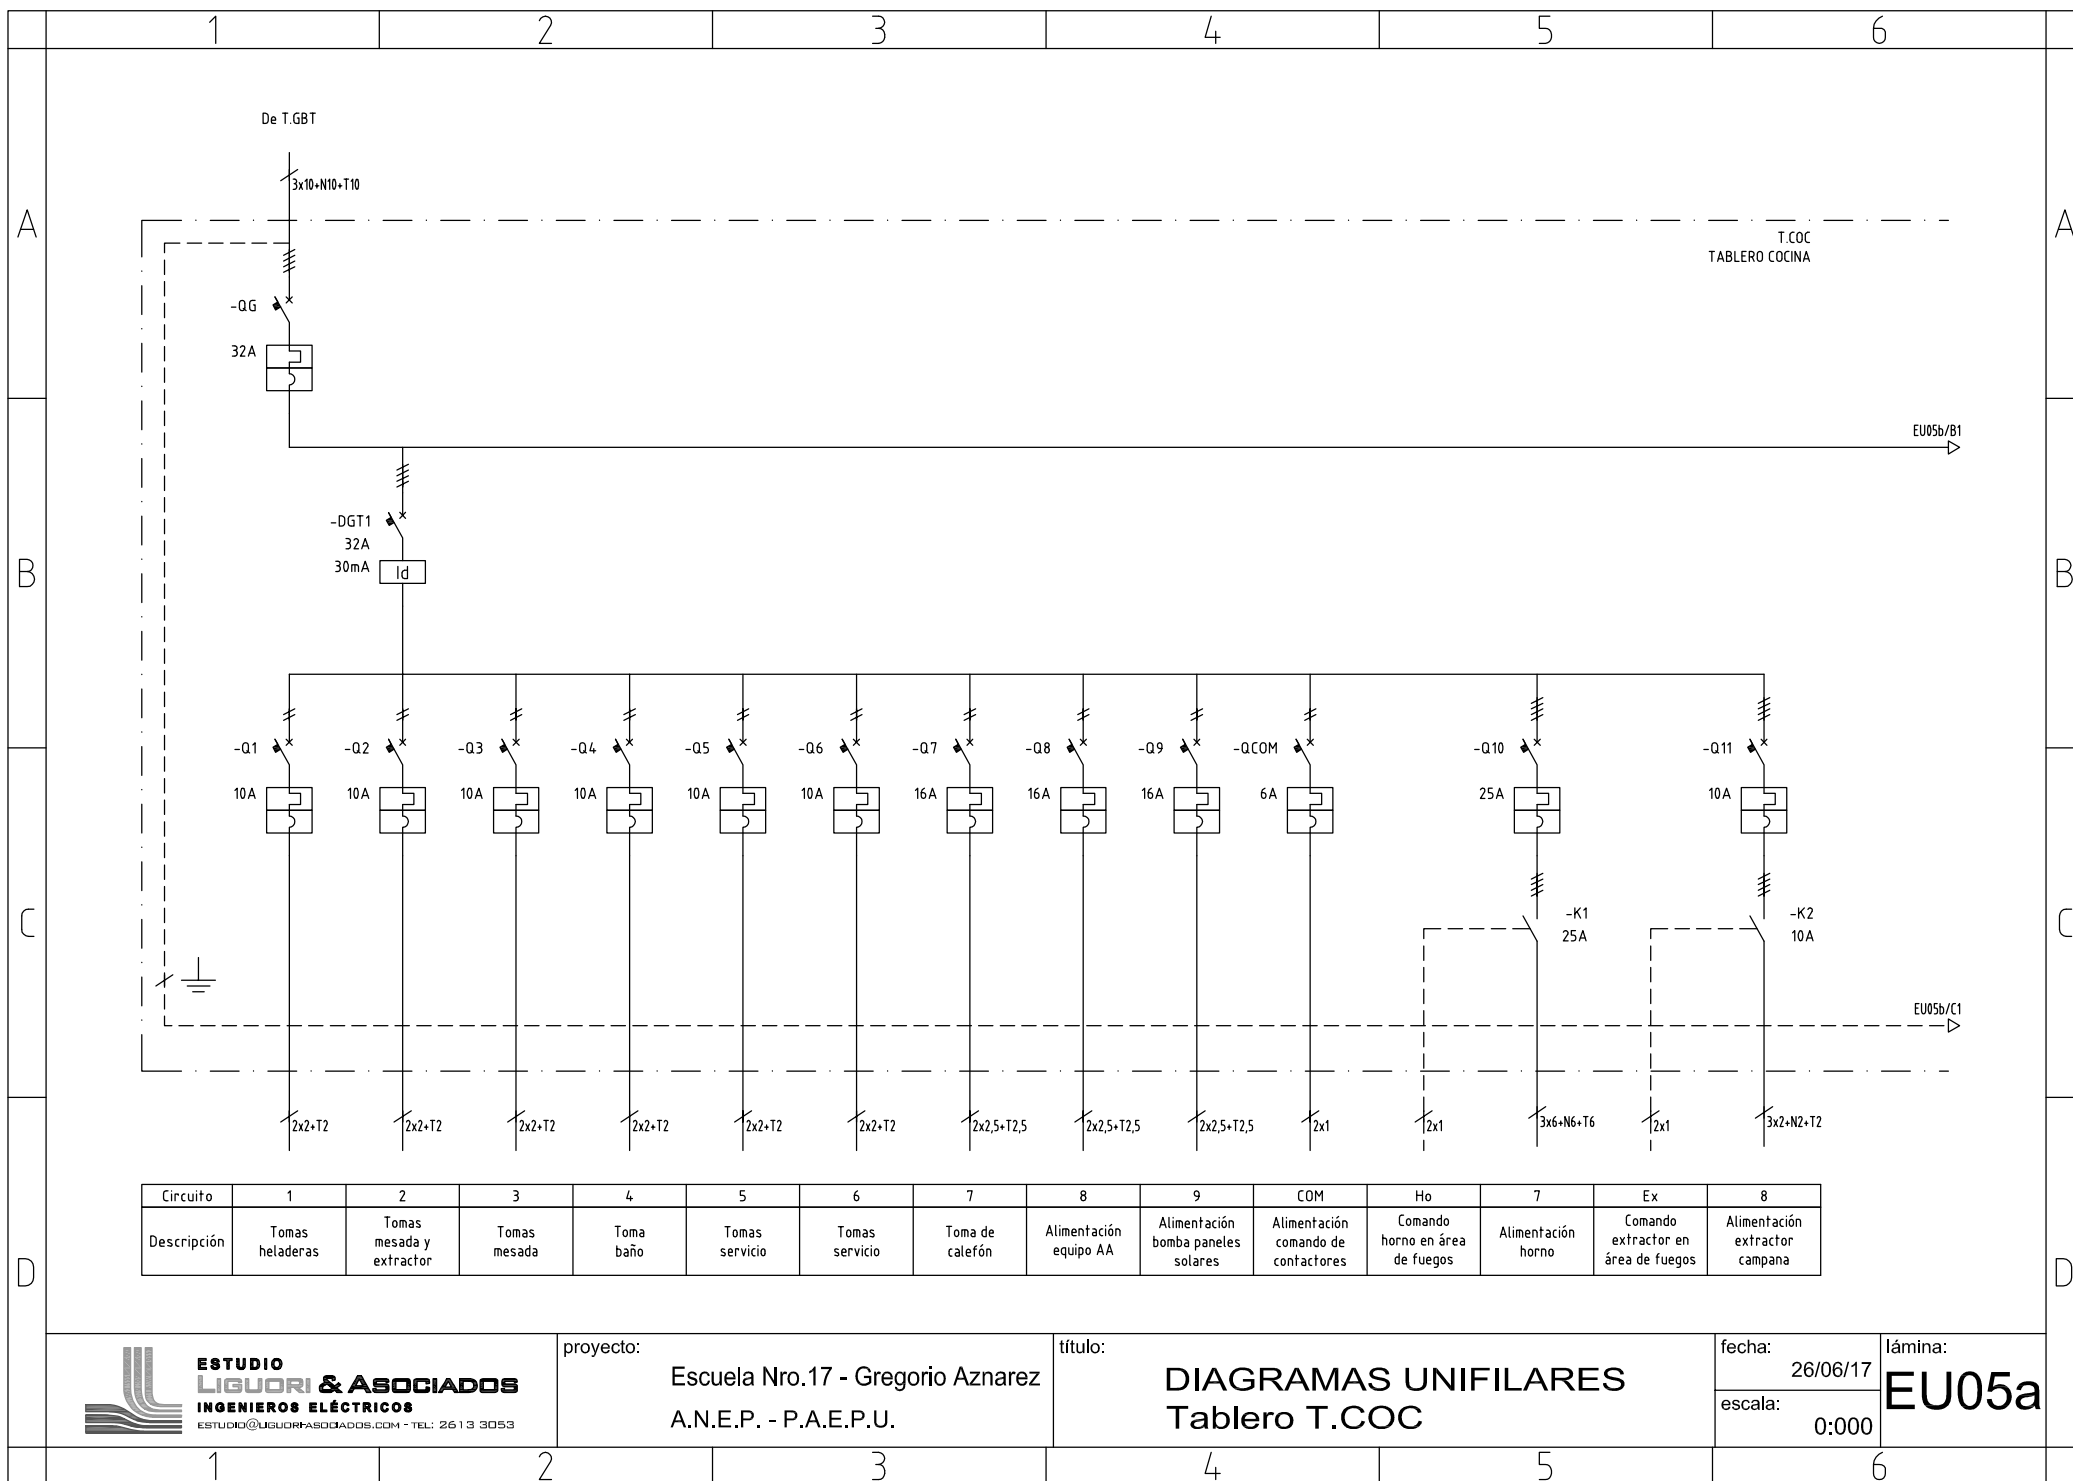 1 2 3 4 5 6
De T.GBT
3x10+N10+T10
A A
T.COC
TABLERO COCINA
-QG
32A
EU05b/B1
-DGT1
32A
30mA Id
B B
-Q1 -Q2 -Q3 -Q4 -Q5 -Q6 -Q7 -Q8 -Q9 -QCOM -Q10 -Q11
10A 10A 10A 10A 10A 10A 16A 16A 16A 6A 25A 10A
-K1 -K2
25A 10A
C C
EU05b/C1
2x2+T2 2x2+T2 2x2+T2 2x2+T2 2x2+T2 2x2+T2 2x2,5+T2,5 2x2,5+T2,5 2x2,5+T2,5 2x1 2x1 3x6+N6+T6 2x1 3x2+N2+T2
Circuito 1 2 3 4 5 6 7 8 9 COM Ho 7 Ex 8
Descripción
Tomas
heladeras
Tomas
mesada y
extractor
Tomas
mesada
Toma
baño
Tomas
servicio
Tomas
servicio
Toma de
calefón
Alimentación
equipo AA
Alimentación
bomba paneles
solares
Alimentación
comando de
contactores
Comando
horno en área
de fuegos
Alimentación
horno
Comando
extractor en
área de fuegos
Alimentación
extractor
campana
D D
ESTUDIO
LIGUORI & ASOCIADOS
INGENIEROS ELÉCTRICOS
ESTUDIO@LIGUORI-ASOCIADOS.COM - TEL: 2613 3053
proyecto:
Escuela Nro.17 - Gregorio Aznarez
A.N.E.P. - P.A.E.P.U.
título:
DIAGRAMAS UNIFILARES
Tablero T.COC
fecha:
26/06/17
escala:
0:000
lámina:
EU05a
1 2 3 4 5 6